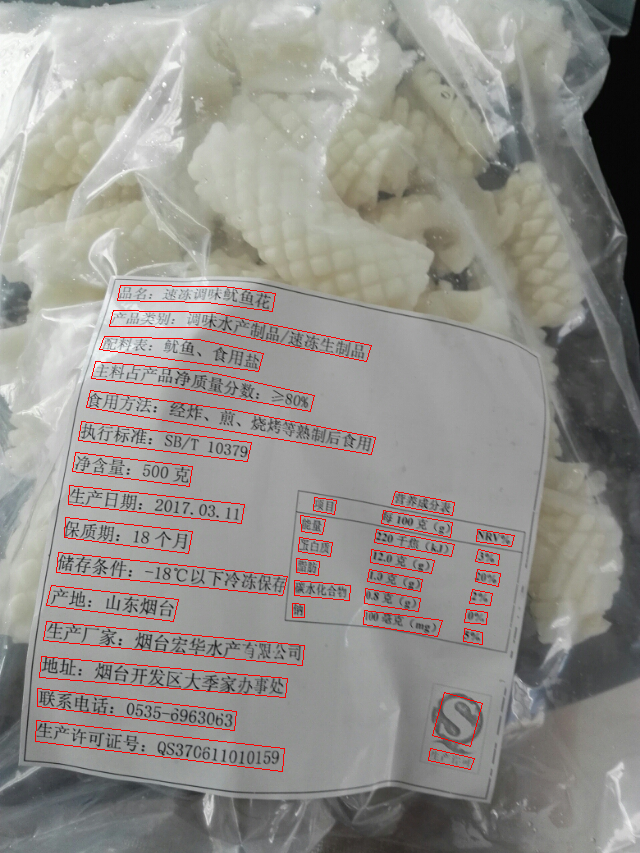 品名：速冻调味鱿鱼花
产品类别：调味水产制品/速冻生制品
配料表：鱿鱼、食用盐
主料占产品净质量分数：≥80%
食用方法：经炸、煎、烧烤等熟制后食用
执行标准：SB/T 10379
净含量：500克
生产日期：2017.03.11
保质期：18个月
储存条件：-18℃以下冷冻保存
产地：山东烟台
生产厂家：烟台宏华水产有限公司
地址：烟台开发区大季家办事处
联系电话：0535-6963063
生产许可证号：QS370611010159
营养成分表
项目 每100克（g） NRV%
能量 220千焦（kJ） 3%
蛋白质 12.0克（g） 20%
脂肪 1.0克（g） 2%
碳水化合物 0.8克（g） 0%
钠 100毫克（mg） 5%
生产许可